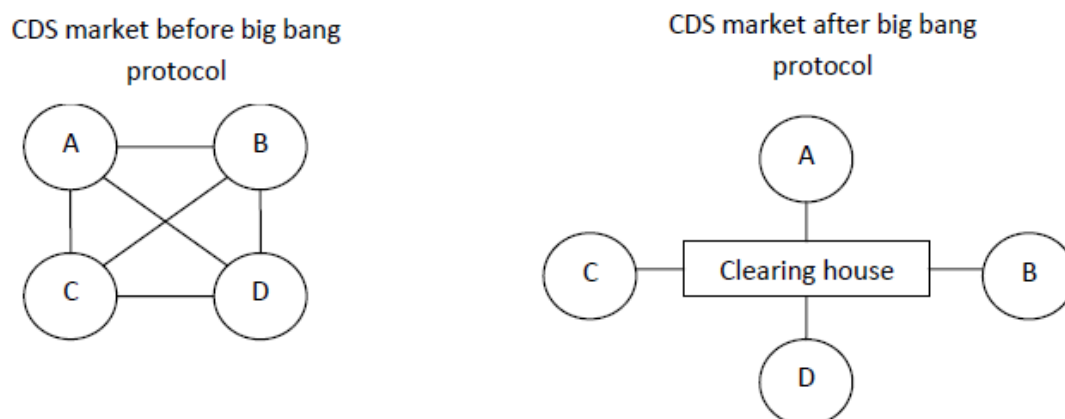 CDS market before big bang
protocol
A
B
C
D
CDS market after big bang
protocol
A
C
Clearing house
B
D